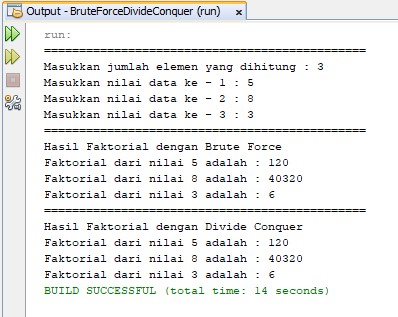 Output - BruteForceDivideConquer (run)
run:
===============================================
Masukkan jumlah elemen yang dihitung : 3
Masukkan nilai data ke - 1 : 5
Masukkan nilai data ke - 2 : 8
Masukkan nilai data ke - 3 : 3
===============================================
Hasil Faktorial dengan Brute Force
Faktorial dari nilai 5 adalah : 120
Faktorial dari nilai 8 adalah : 40320
Faktorial dari nilai 3 adalah : 6
===============================================
Hasil Faktorial dengan Divide Conquer
Faktorial dari nilai 5 adalah : 120
Faktorial dari nilai 8 adalah : 40320
Faktorial dari nilai 3 adalah : 6
BUILD SUCCESSFUL (total time: 14 seconds)